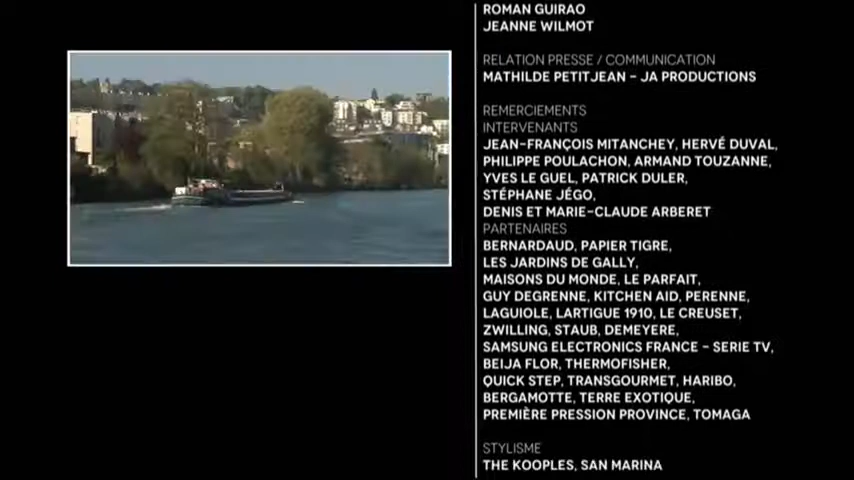 ROMAN GUIRAO
JEANNE WILMOT
RELATION PRESSE / COMMUNICATION
MATHILDE PETITJEAN - JA PRODUCTIONS
REMERCIEMENTS
INTERVENANTS
JEAN-FRANÇOIS MITANCHEY, HERVÉ DUVAL,
PHILIPPE POULACHON, ARMAND TOUZANNE,
YVES LE GUEL, PATRICK DULER,
STÉPHANE JÉGO,
DENIS ET MARIE-CLAUDE ARBERET
PARTENAIRES
BERNARDAUD, PAPIER TIGRE,
LES JARDINS DE GALLY,
MAISONS DU MONDE, LE PARFAIT,
GUY DEGRENNE, KITCHEN AID, PERENNE,
LAGUIOLE, LARTIGUE 1910, LE CREUSET,
ZWILLING, STAUB, DEMEYERE,
SAMSUNG ELECTRONICS FRANCE - SERIE TV,
BEIJA FLOR, THERMOFISHER,
QUICK STEP, TRANSGOURMET, HARIBO,
BERGAMOTTE, TERRE EXOTIQUE,
PREMIÈRE PRESSION PROVINCE, TOMAGA
STYLISME
THE KOOPLES, SAN MARINA